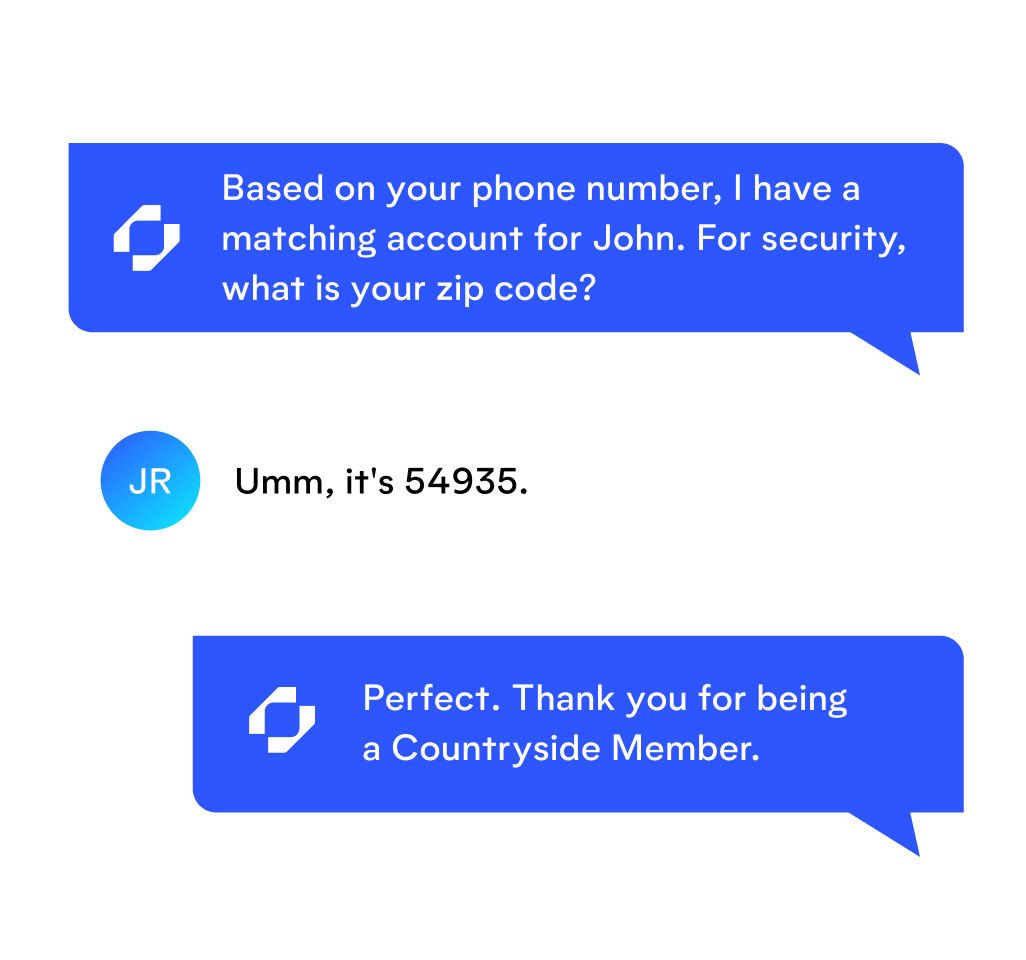 Based on your phone number, I have a
matching account for John. For security,
what is your zip code?
JR
Umm, it's 54935.
Perfect. Thank you for being
a Countryside Member.